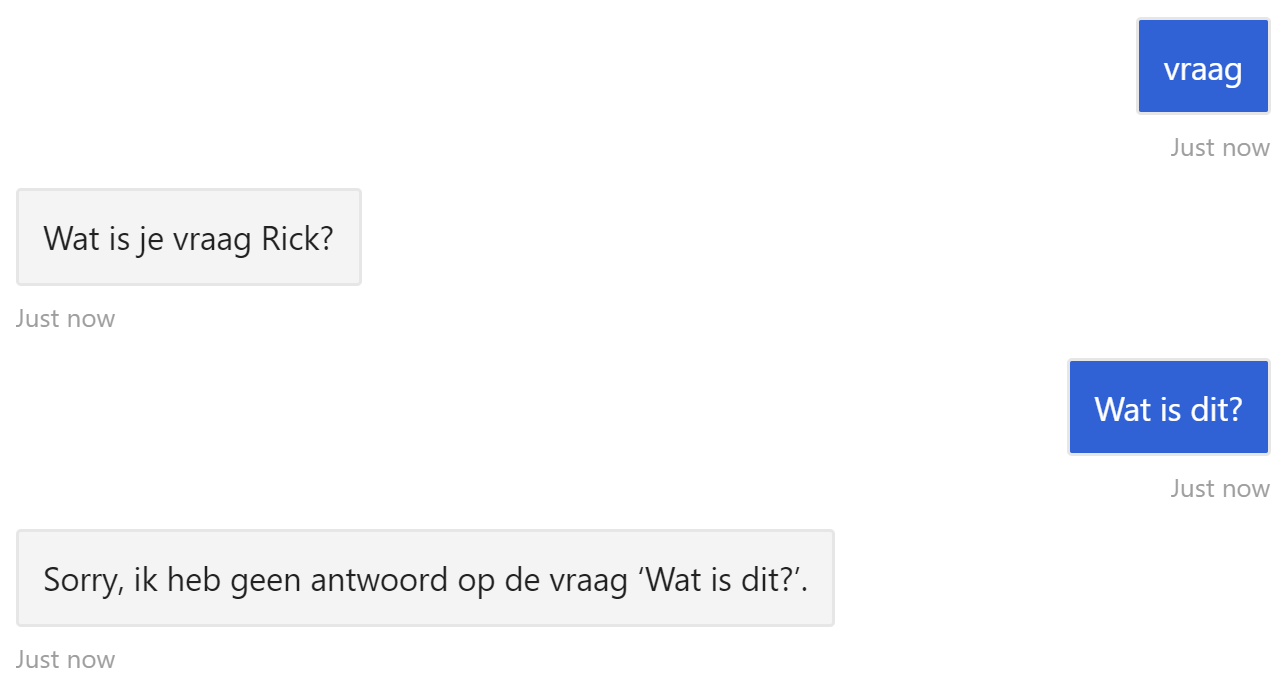 vraag
Just now
Wat is je vraag Rick?
Just now
Wat is dit?
Just now
Sorry, ik heb geen antwoord op de vraag ‘Wat is dit?’.
Just now